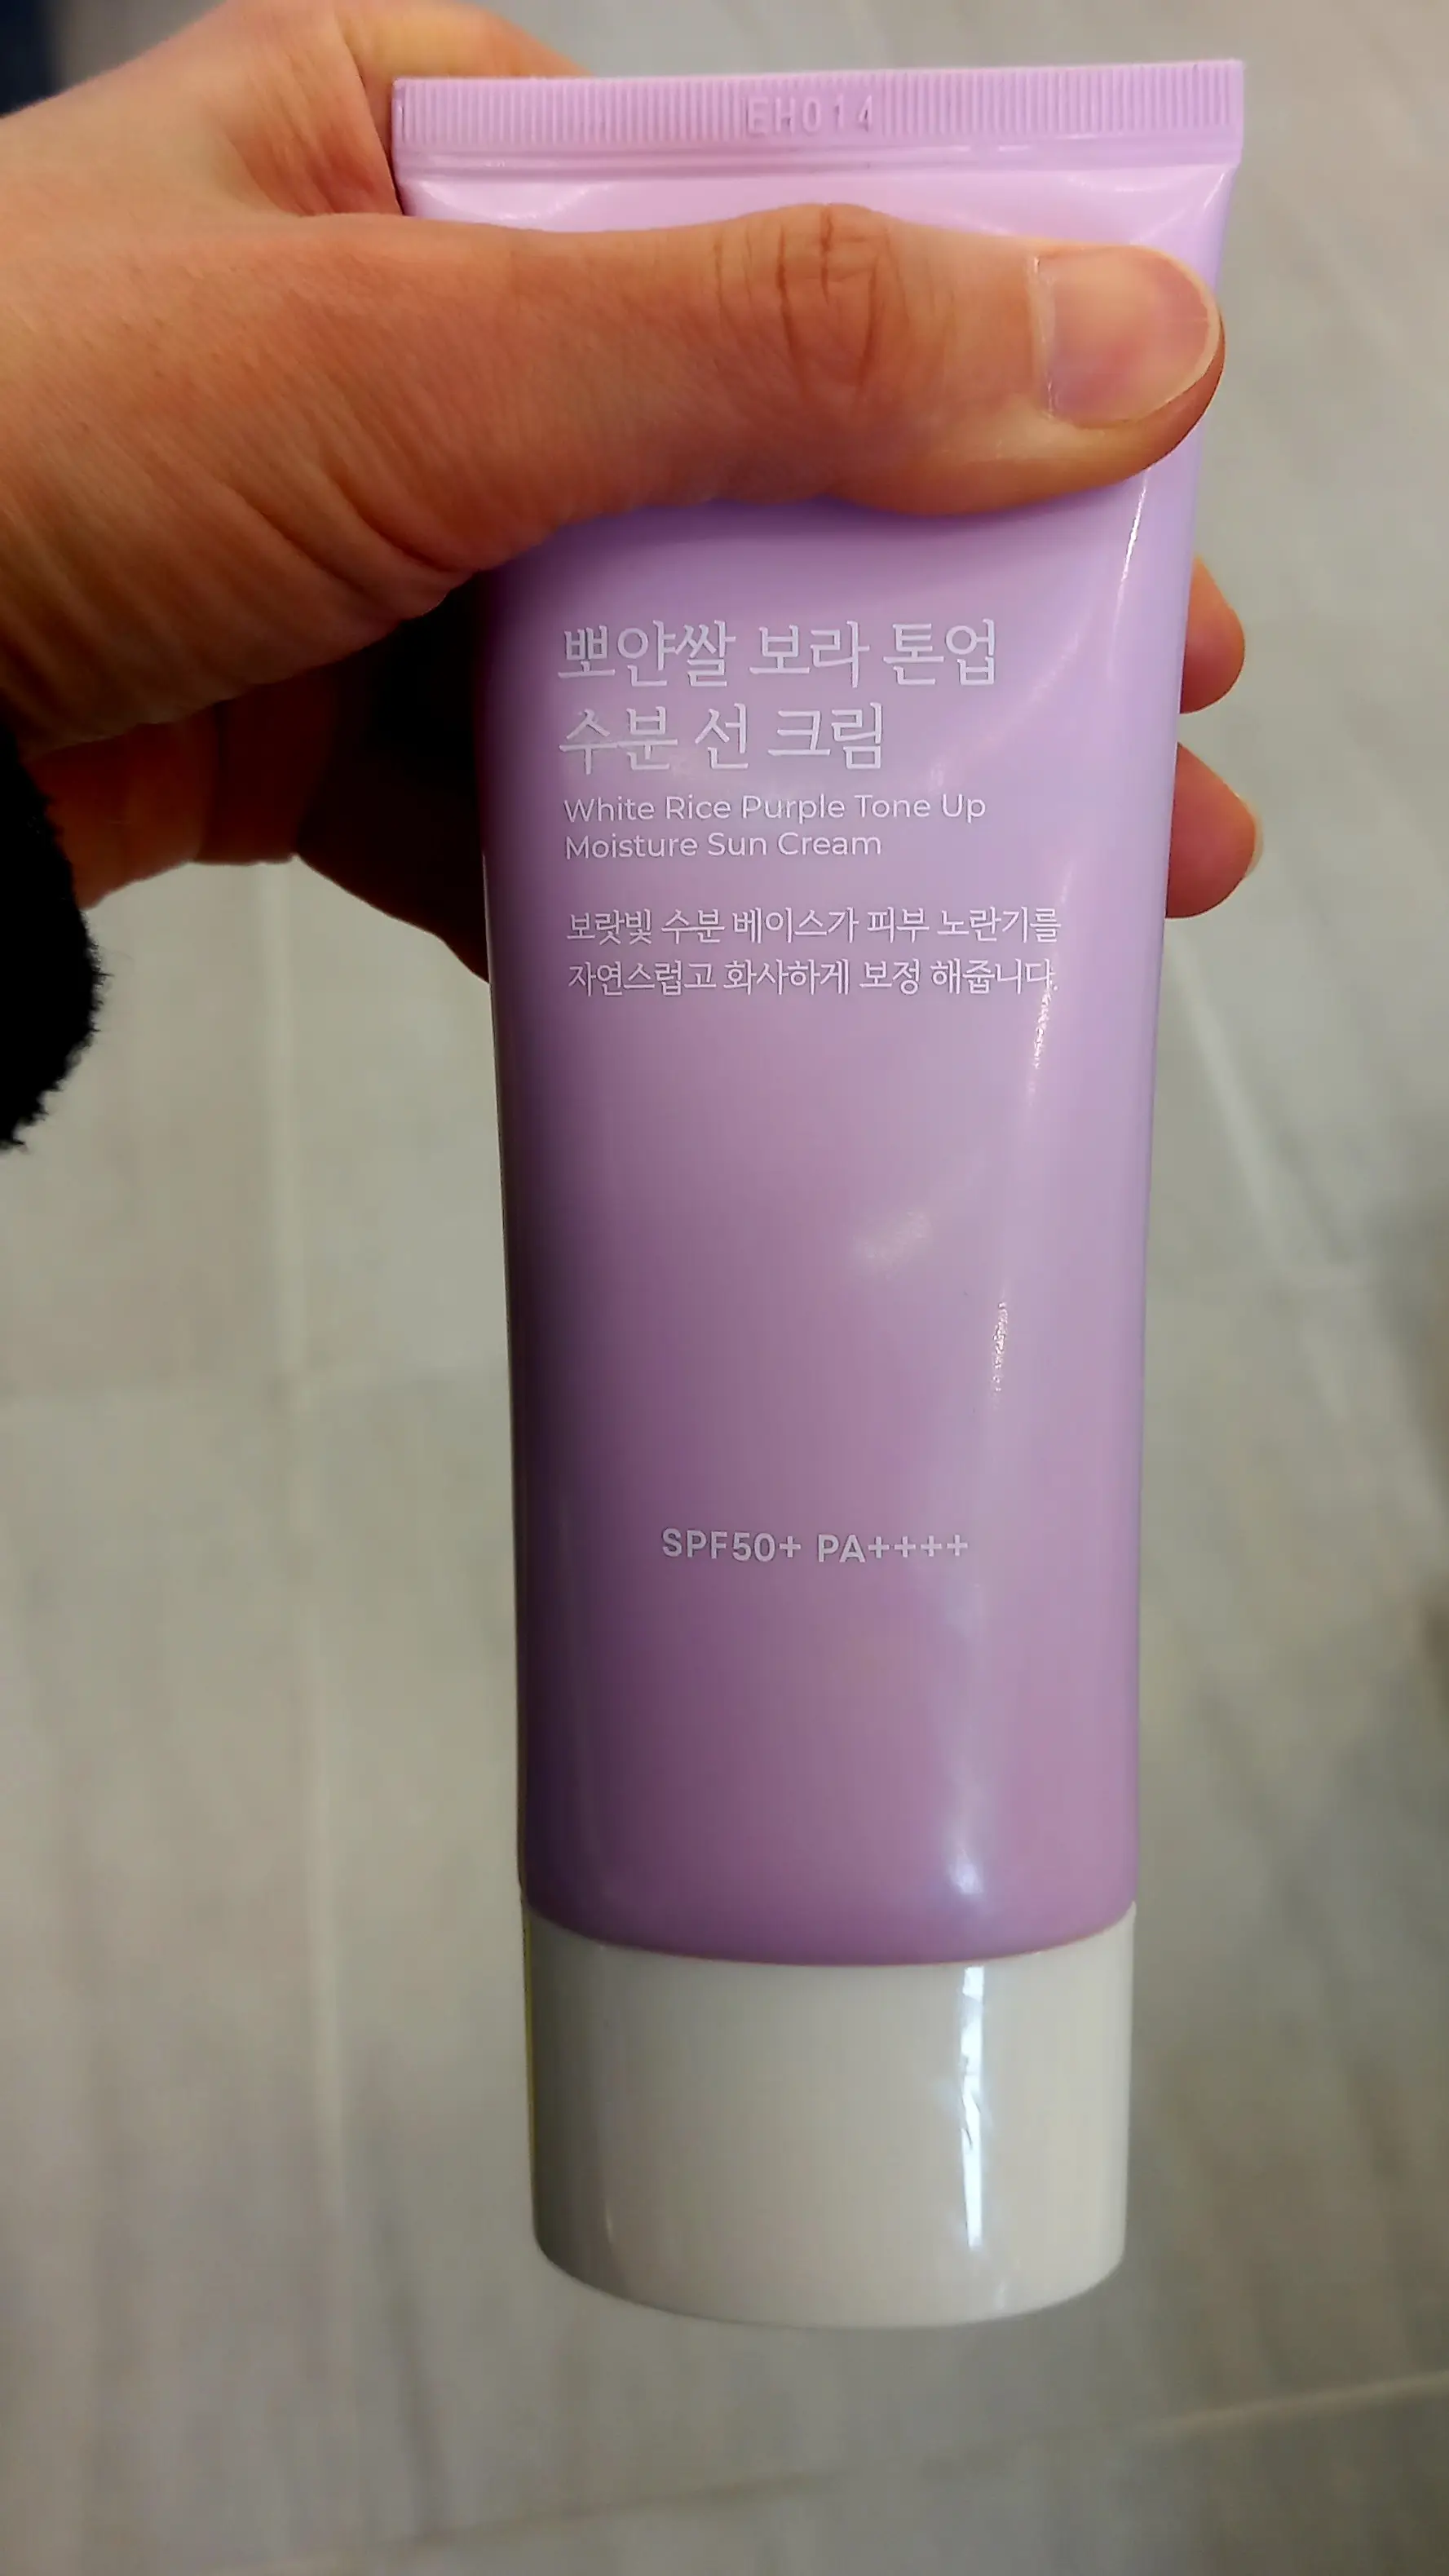 EH014
뽀얀쌀 보라 톤업
수분 선 크림
White Rice Purple Tone Up
Moisture Sun Cream
보랏빛 수분 베이스가 피부 노란기를
자연스럽고 화사하게 보정 해줍니다.
SPF50+ PA++++